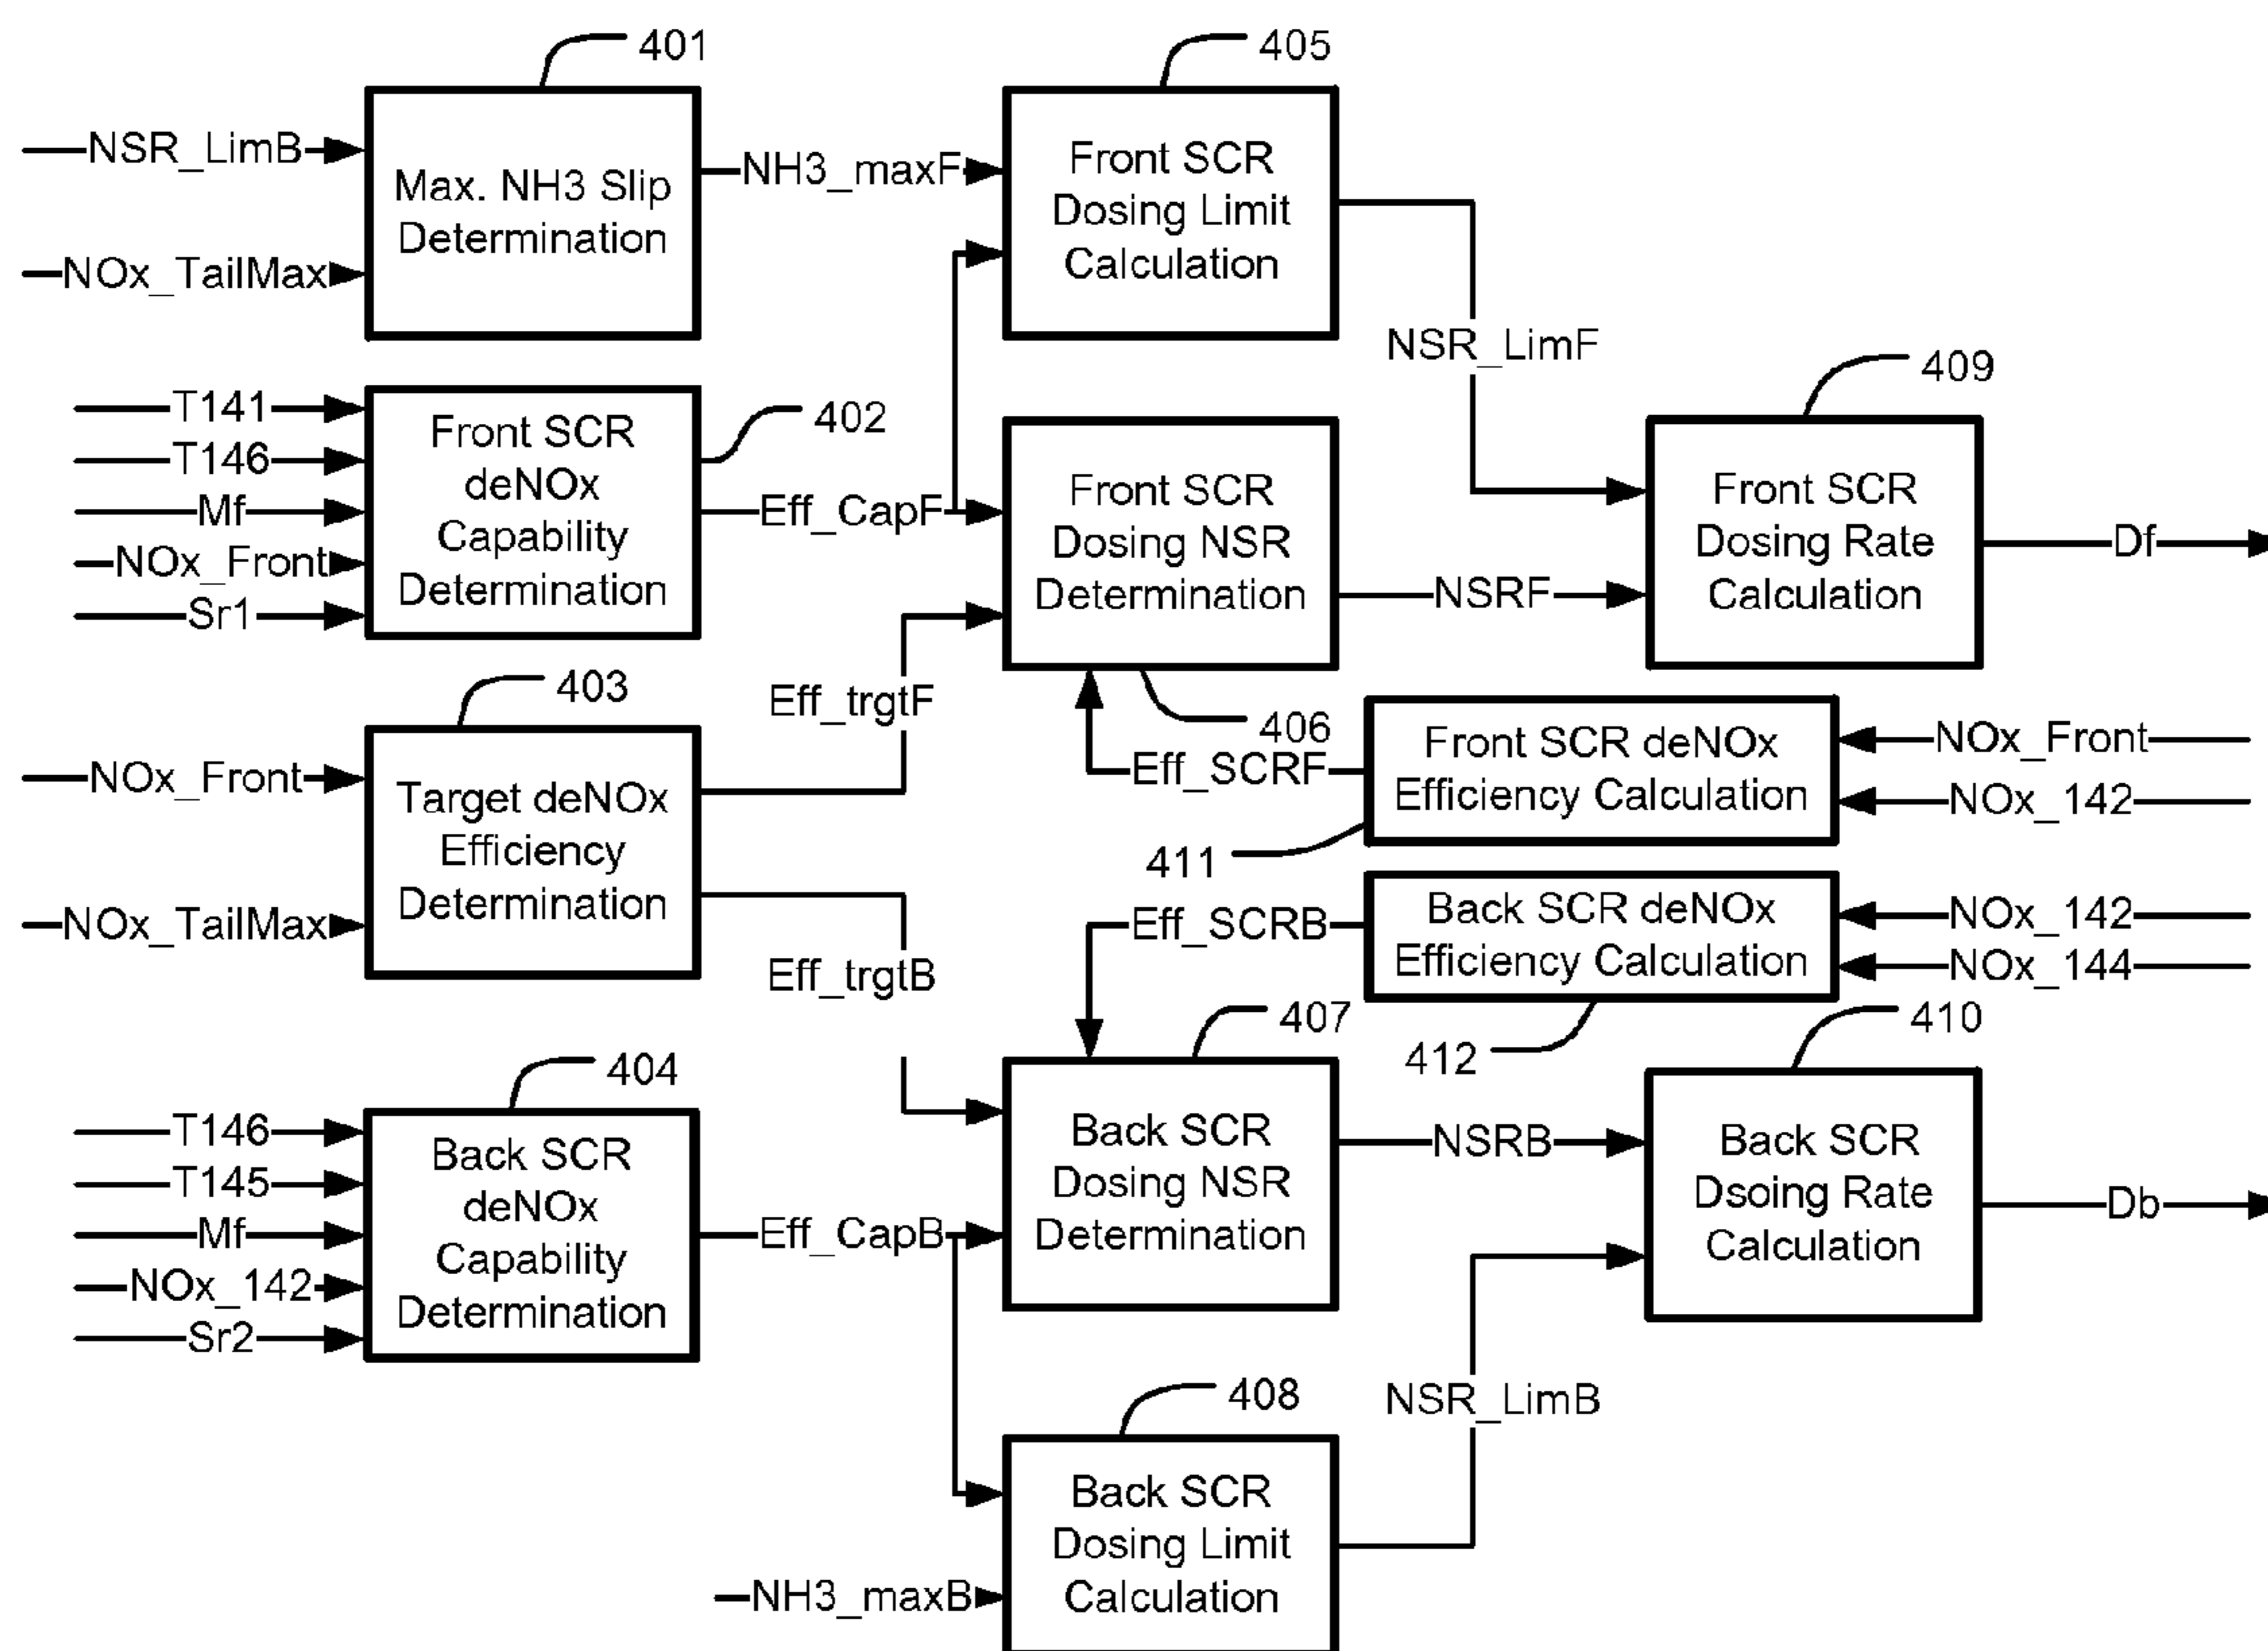 401
405
NSR_LimB
NOx_TailMax
Max. NH3 Slip
Determination
NH3_maxF
Front SCR
Dosing Limit
Calculation
NSR_LimF
T141
T146
Mf
NOx_Front
Sr1
Front SCR
deNOx
Capability
Determination
402
Eff_CapF
Front SCR
Dosing NSR
Determination
NSRF
409
Front SCR
Dosing Rate
Calculation
Df
403
Eff_trgtF
406
Eff_SCRF
Front SCR deNOx
Efficiency Calculation
NOx_Front
NOx_142
411
NOx_Front
NOx_TailMax
Target deNOx
Efficiency
Determination
Eff_trgtB
Eff_SCRB
Back SCR deNOx
Efficiency Calculation
NOx_142
NOx_144
412
404
407
410
T146
T145
Mf
NOx_142
Sr2
Back SCR
deNOx
Capability
Determination
Eff_CapB
Back SCR
Dosing NSR
Determination
NSRB
Back SCR
Dsoing Rate
Calculation
Db
408
NSR_LimB
Back SCR
Dosing Limit
Calculation
NH3_maxB